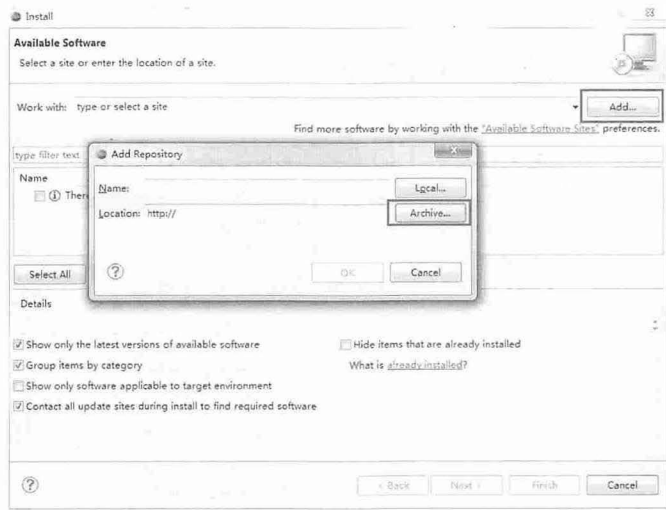 Install
Available Software
Select a site or enter the location of a site.
Work with: type or select a site
Add...
Find more software by working with the "Available Software Sites" preferences.
type filter text
Add Repository
Name
Ther
Name:
Local...
Location: http://
Archive...
OK
Cancel
Select All
Details
Show only the latest versions of available software
Hide items that are already installed
Group items by category
What is already installed?
Show only software applicable to target environment
Contact all update sites during install to find required software
< Back
Next >
Finish
Cancel